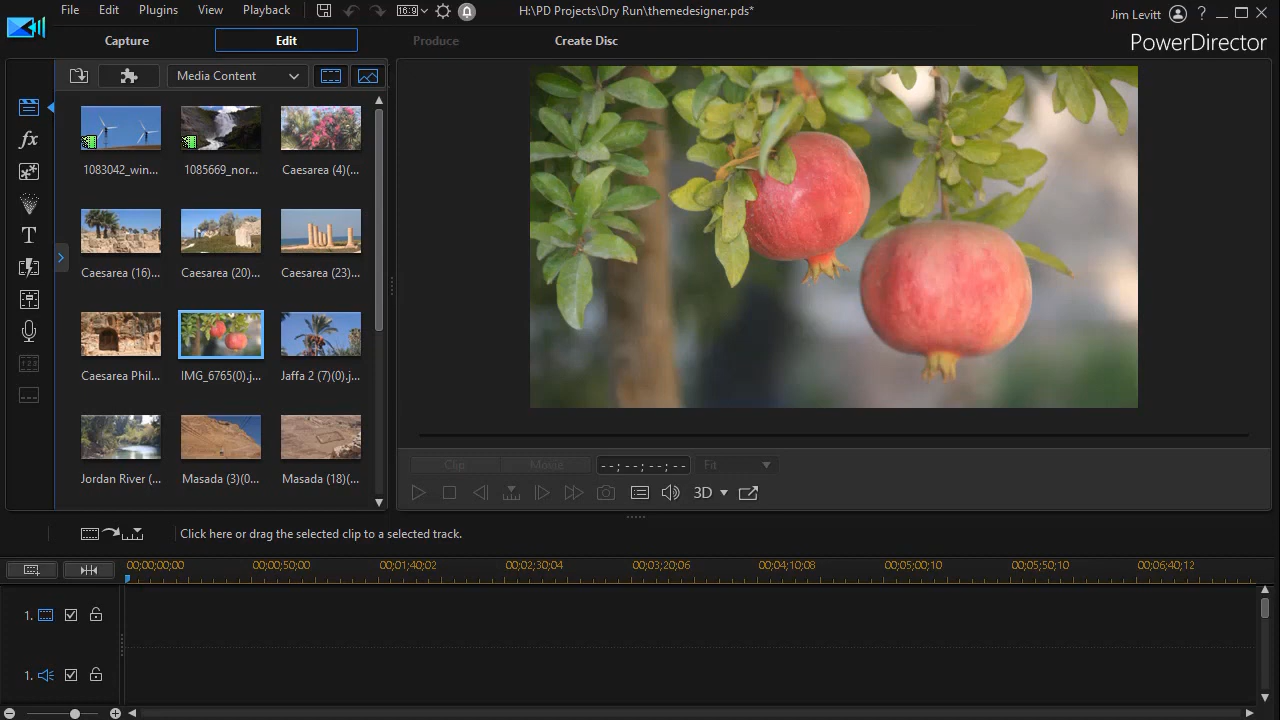 File Edit Plugins View Playback 16:9 H:\PD Projects\Dry Run\themedesigner.pds* Jim Levitt ?
Capture Edit Produce Create Disc PowerDirector
Media Content
fx
T
1083042_win... 1085669_nor... Caesarea (4)(...
Caesarea (16)... Caesarea (20)... Caesarea (23)...
Caesarea Phil... IMG_6765(0).j... Jaffa 2 (7)(0).j...
Jordan River (... Masada (3)(0... Masada (18)(...
Clip Movie --;--;--;-- Fit
3D
Click here or drag the selected clip to a selected track.
00;00;00;00 00;00;50;00 00;01;40;02 00;02;30;04 00;03;20;06 00;04;10;08 00;05;00;10 00;05;50;10 00;06;40;12
1.
1.